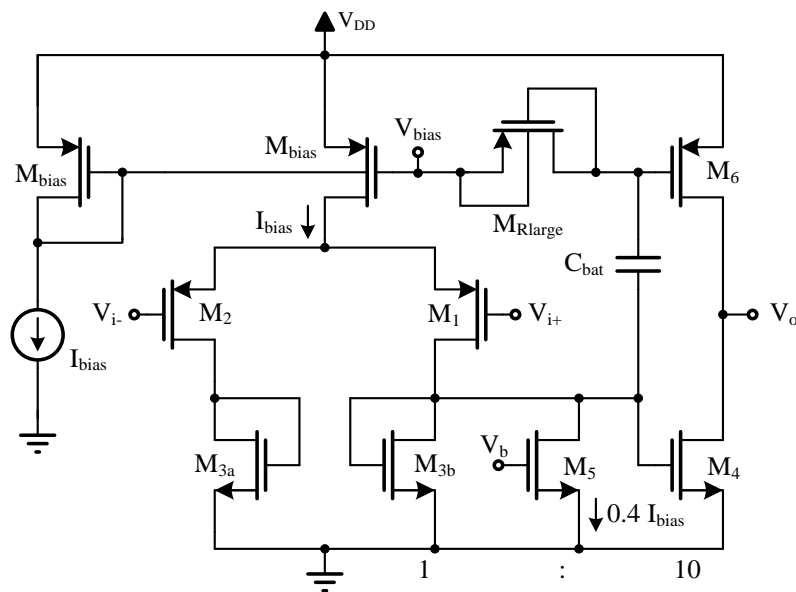 V_DD
M_bias
M_bias
V_bias
M_6
I_bias
M_Rlarge
C_bat
V_i-
M_2
M_1
V_i+
V_o
I_bias
M_3a
M_3b
V_b
M_5
M_4
0.4 I_bias
1 : 10